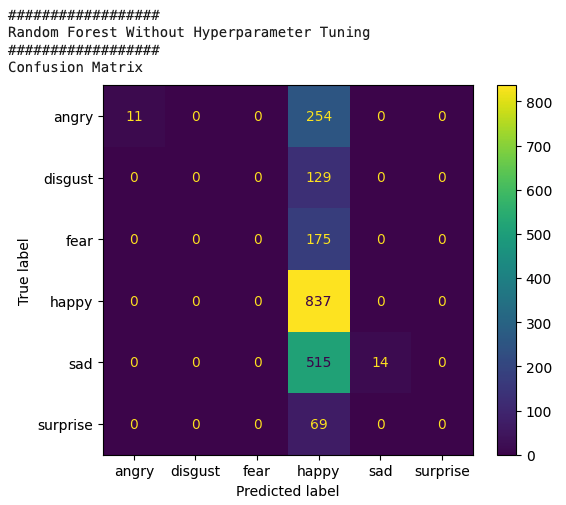 ##################
Random Forest Without Hyperparameter Tuning
##################
Confusion Matrix
angry 11 0 0 254 0 0
disgust 0 0 0 129 0 0
fear 0 0 0 175 0 0
happy 0 0 0 837 0 0
sad 0 0 0 515 14 0
surprise 0 0 0 69 0 0
angry disgust fear happy sad surprise
Predicted label
True label
800
700
600
500
400
300
200
100
0